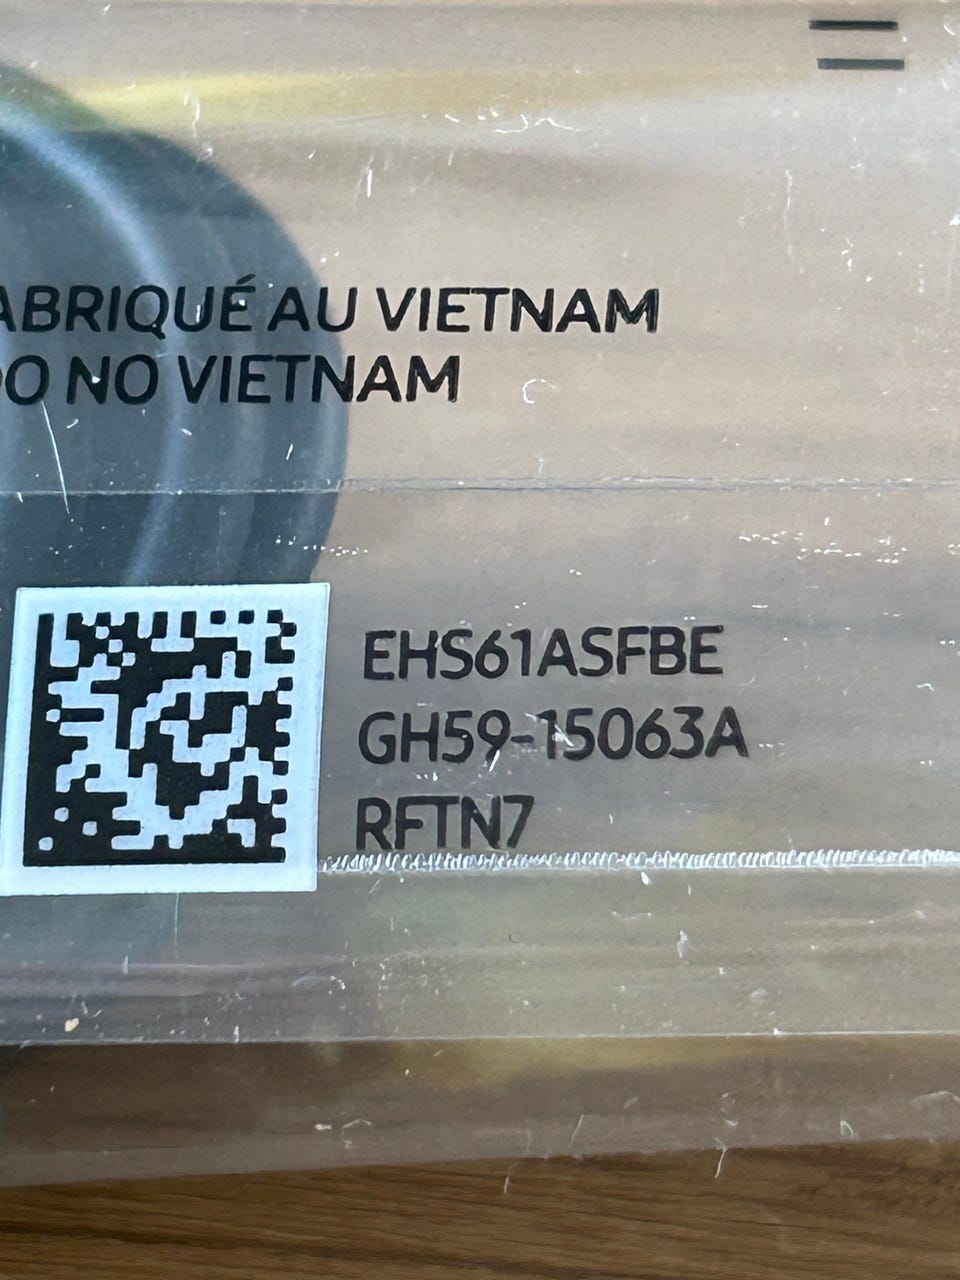 ABRIQUÉ AU VIETNAM
DO NO VIETNAM
EHS61ASFBE
GH59-15063A
RFTN7